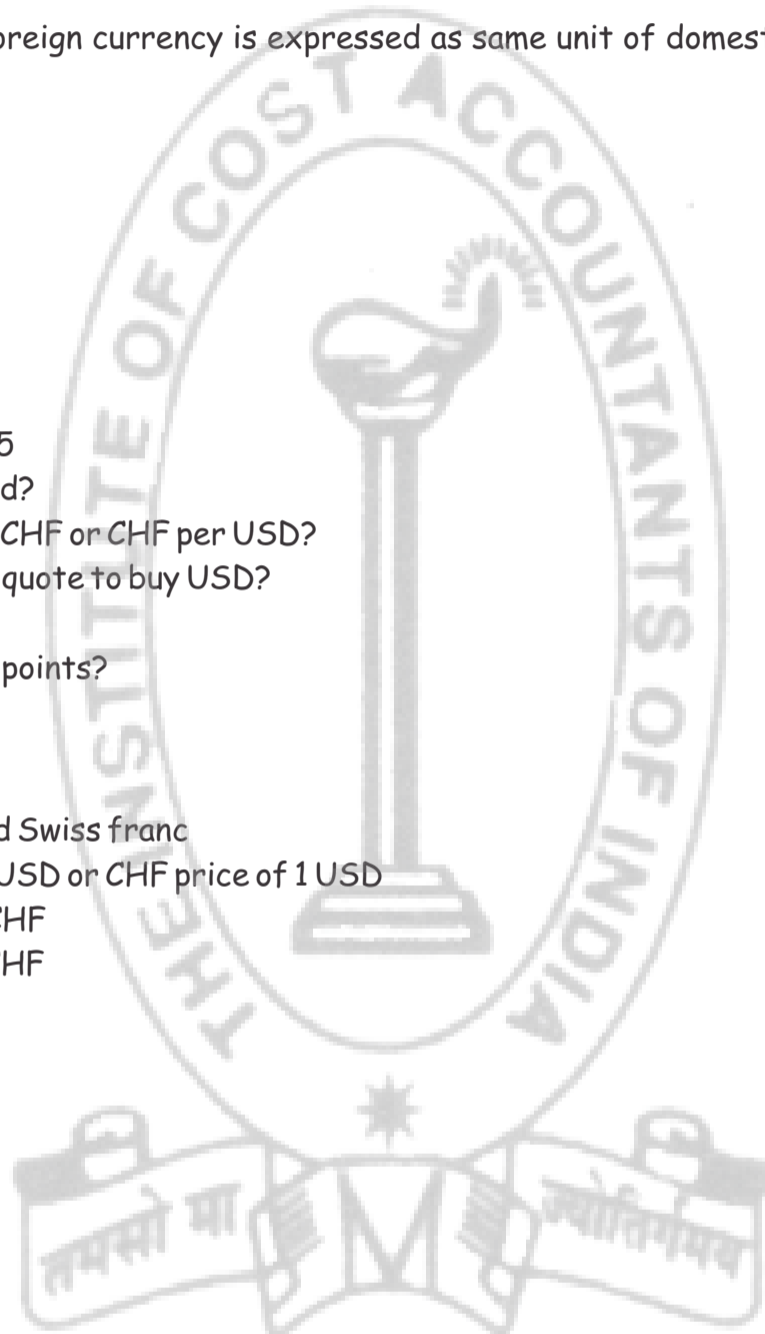 oreign currency is expressed as same unit of domest
5
d?
CHF or CHF per USD?
quote to buy USD?
points?
d Swiss franc
USD or CHF price of 1 USD
CHF
HF
THE INSTITUTE OF COST ACCOUNTANTS OF INDIA
तमसो मा ज्योतिर्गमय